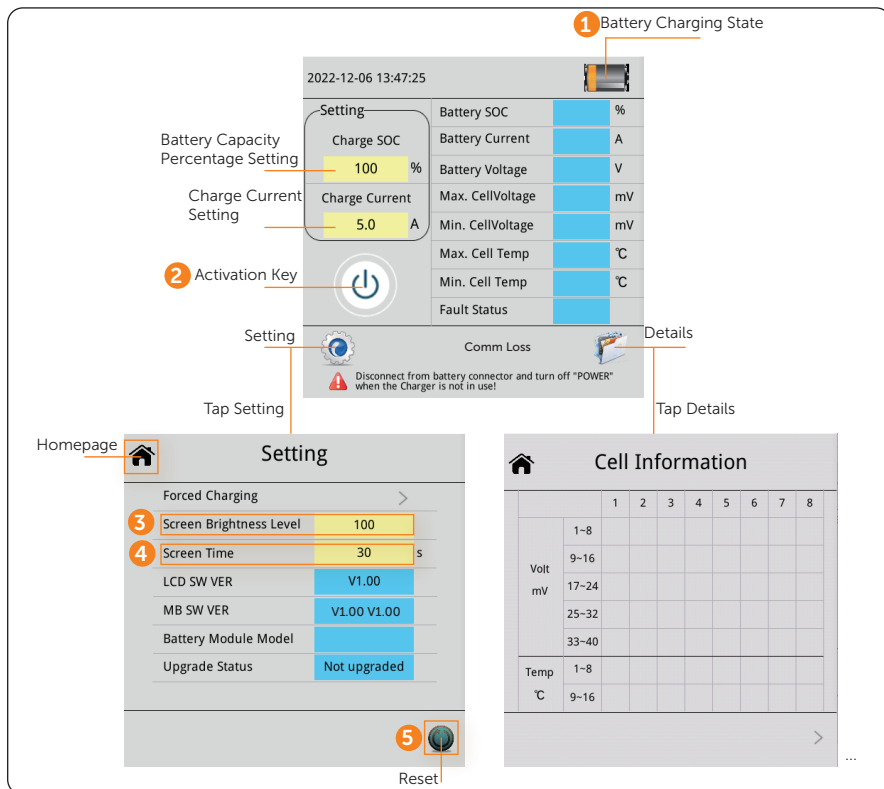 1 Battery Charging State
2022-12-06 13:47:25
Setting
Battery Capacity
Percentage Setting
Charge SOC
100 %
Charge Current
Setting
Charge Current
5.0 A
2 Activation Key
Battery SOC %
Battery Current A
Battery Voltage V
Max. CellVoltage mV
Min. CellVoltage mV
Max. Cell Temp ℃
Min. Cell Temp ℃
Fault Status
Setting
Comm Loss
Details
Disconnect from battery connector and turn off "POWER"
when the Charger is not in use!
Tap Setting
Tap Details
Homepage
Setting
Forced Charging >
3 Screen Brightness Level 100
4 Screen Time 30 s
LCD SW VER V1.00
MB SW VER V1.00 V1.00
Battery Module Model
Upgrade Status Not upgraded
5
Reset
Cell Information
1 2 3 4 5 6 7 8
Volt
mV
1~8
9~16
17~24
25~32
33~40
Temp
℃
1~8
9~16
>
...